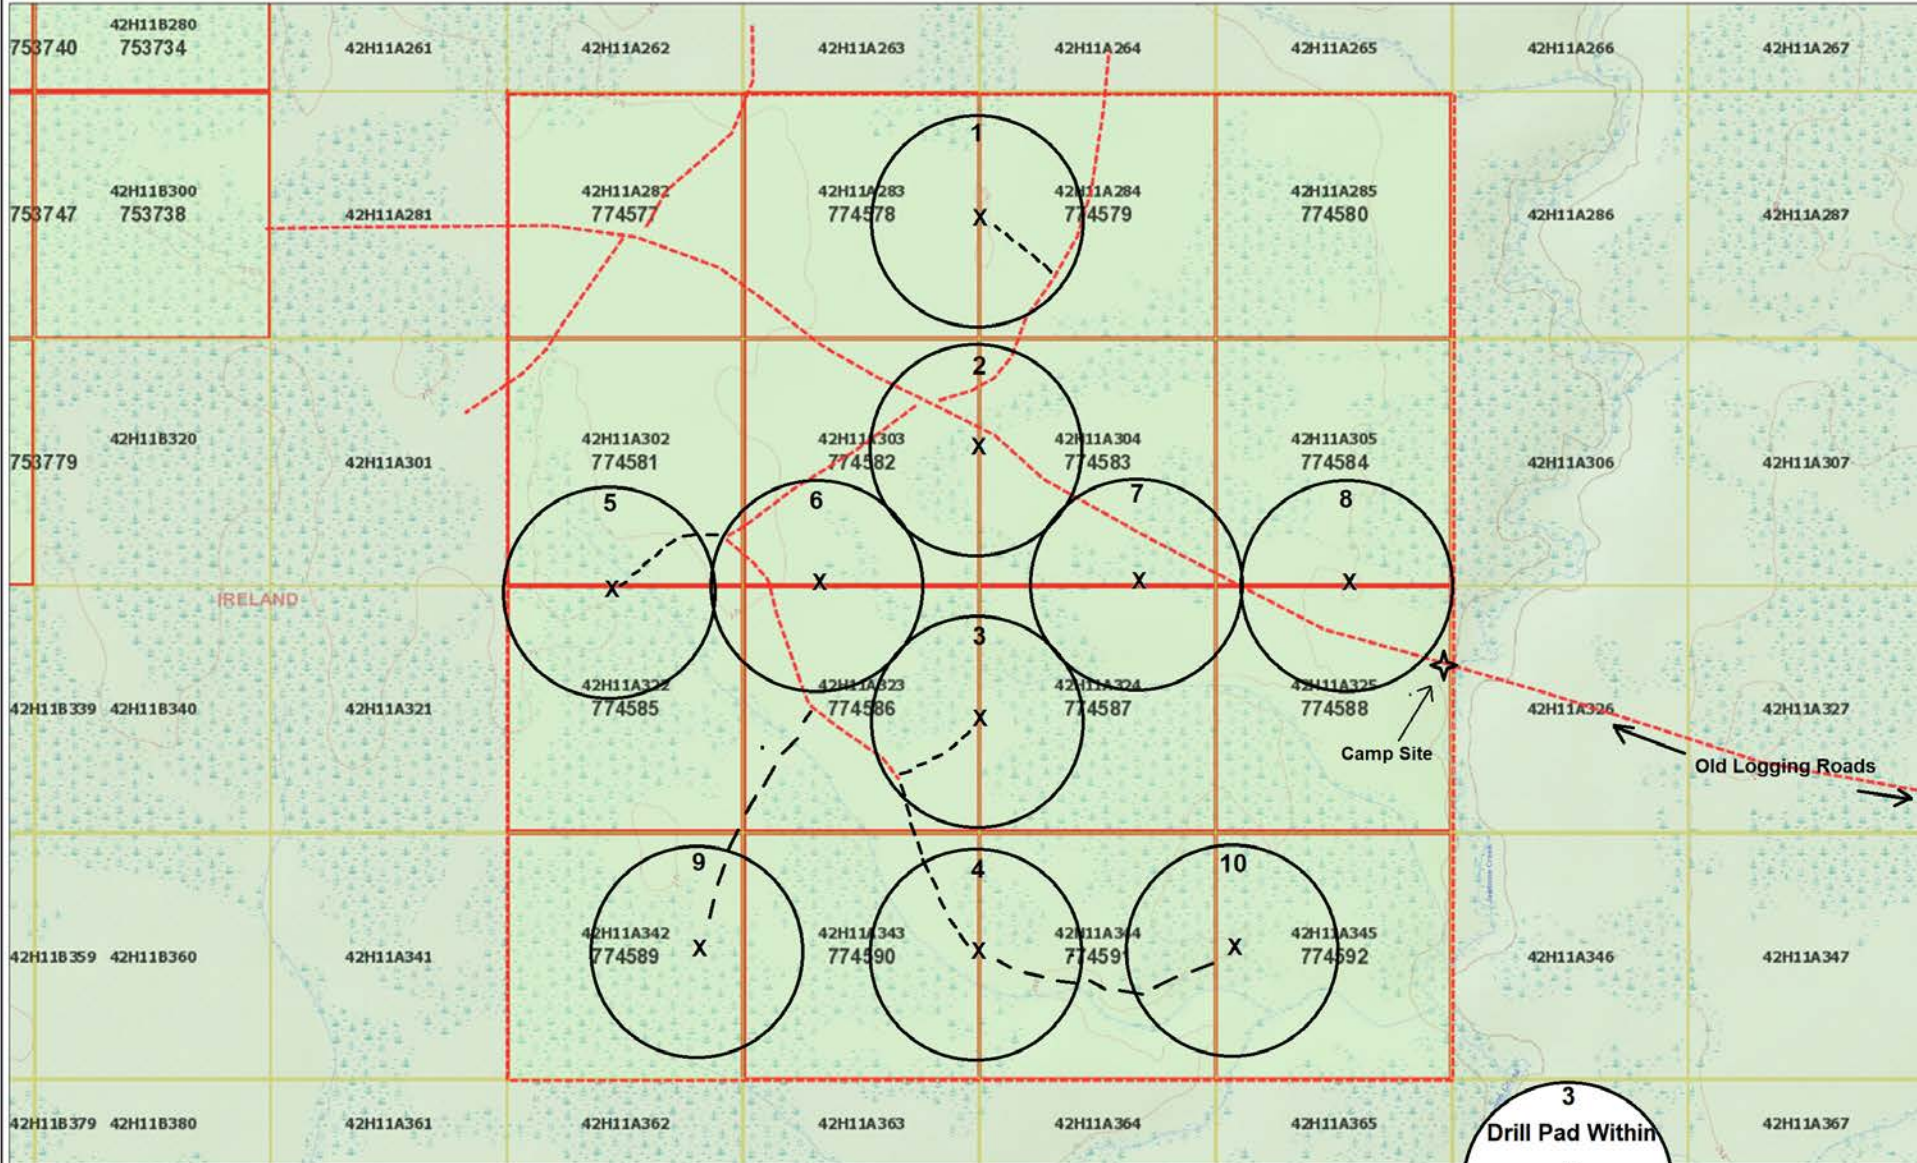 42H11B280
753740 753734 42H11A261 42H11A262 42H11A263 42H11A264 42H11A265 42H11A266 42H11A267
1
42H11B300 42H11A282 42H11A283 42H11A284 42H11A285
753747 753738 42H11A281 774577 774578 774579 774580 42H11A286 42H11A287
X
2
42H11B320 42H11A302 42H11A303 42H11A304 42H11A305
X
753779 42H11A301 774581 774582 774583 774584 42H11A306 42H11A307
5 6 7 8
X X X X
IRELAND
3
42H11A322 42H11A323 42H11A324 42H11A325
42H11B339 42H11B340 42H11A321 774585 774586 X 774587 774588 42H11A326 42H11A327
Camp Site
Old Logging Roads
9 4 10
42H11A342 42H11A343 42H11A344 42H11A345
X X X
42H11B359 42H11B360 42H11A341 774589 774590 774591 774592 42H11A346 42H11A347
3
42H11B379 42H11B380 42H11A361 42H11A362 42H11A363 42H11A364 42H11A365 42H11A367
Drill Pad Within